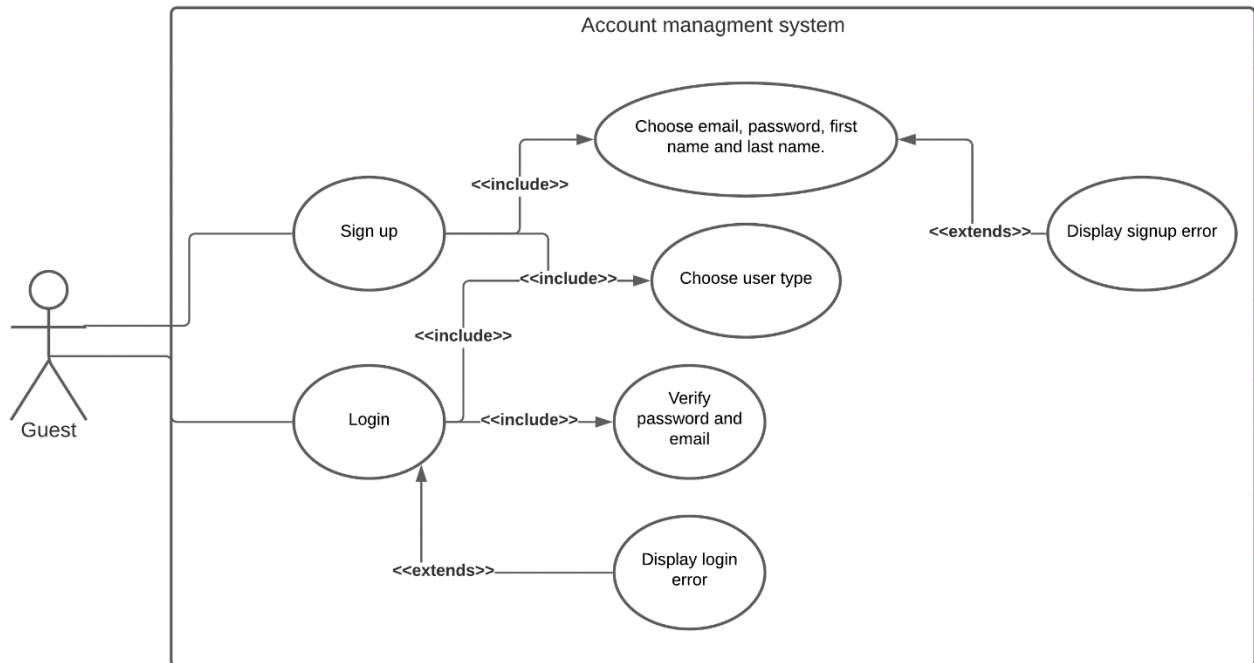 Account managment system
Choose email, password, first
name and last name.
<<include>>
Sign up
<<extends>>
Display signup error
<<include>>
Choose user type
<<include>>
Guest
Login
<<include>>
Verify
password and
email
<<extends>>
Display login
error